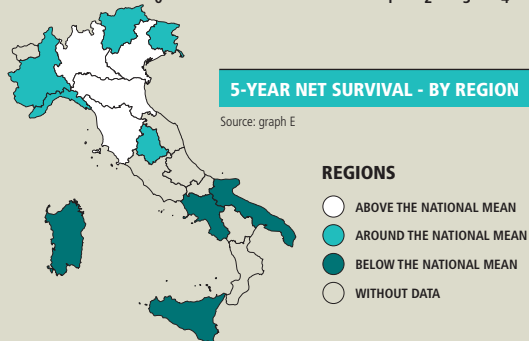 5-YEAR NET SURVIVAL - BY REGION
Source: graph E
REGIONS
ABOVE THE NATIONAL MEAN
AROUND THE NATIONAL MEAN
BELOW THE NATIONAL MEAN
WITHOUT DATA